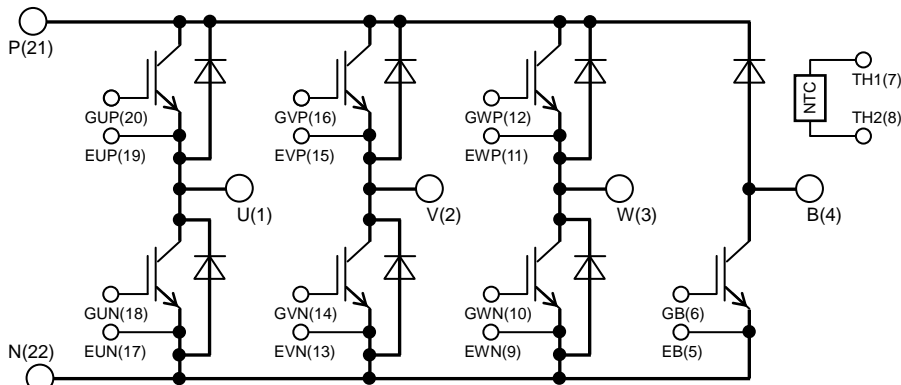 P(21)
GUP(20)
EUP(19)
GVP(16)
EVP(15)
GWP(12)
EWP(11)
NTC
TH1(7)
TH2(8)
U(1)
V(2)
W(3)
B(4)
GUN(18)
EUN(17)
GVN(14)
EVN(13)
GWN(10)
EWN(9)
GB(6)
EB(5)
N(22)